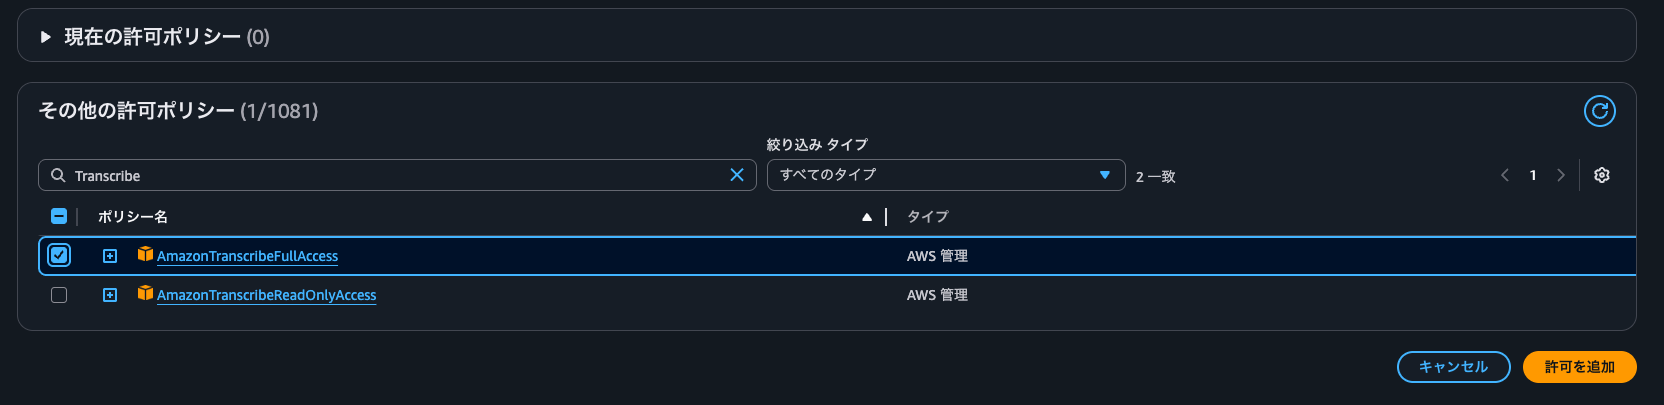 現在の許可ポリシー (0)
その他の許可ポリシー (1/1081)
絞り込み タイプ
Transcribe
すべてのタイプ
2 一致
1
ポリシー名
タイプ
AmazonTranscribeFullAccess
AWS 管理
AmazonTranscribeReadOnlyAccess
AWS 管理
キャンセル
許可を追加